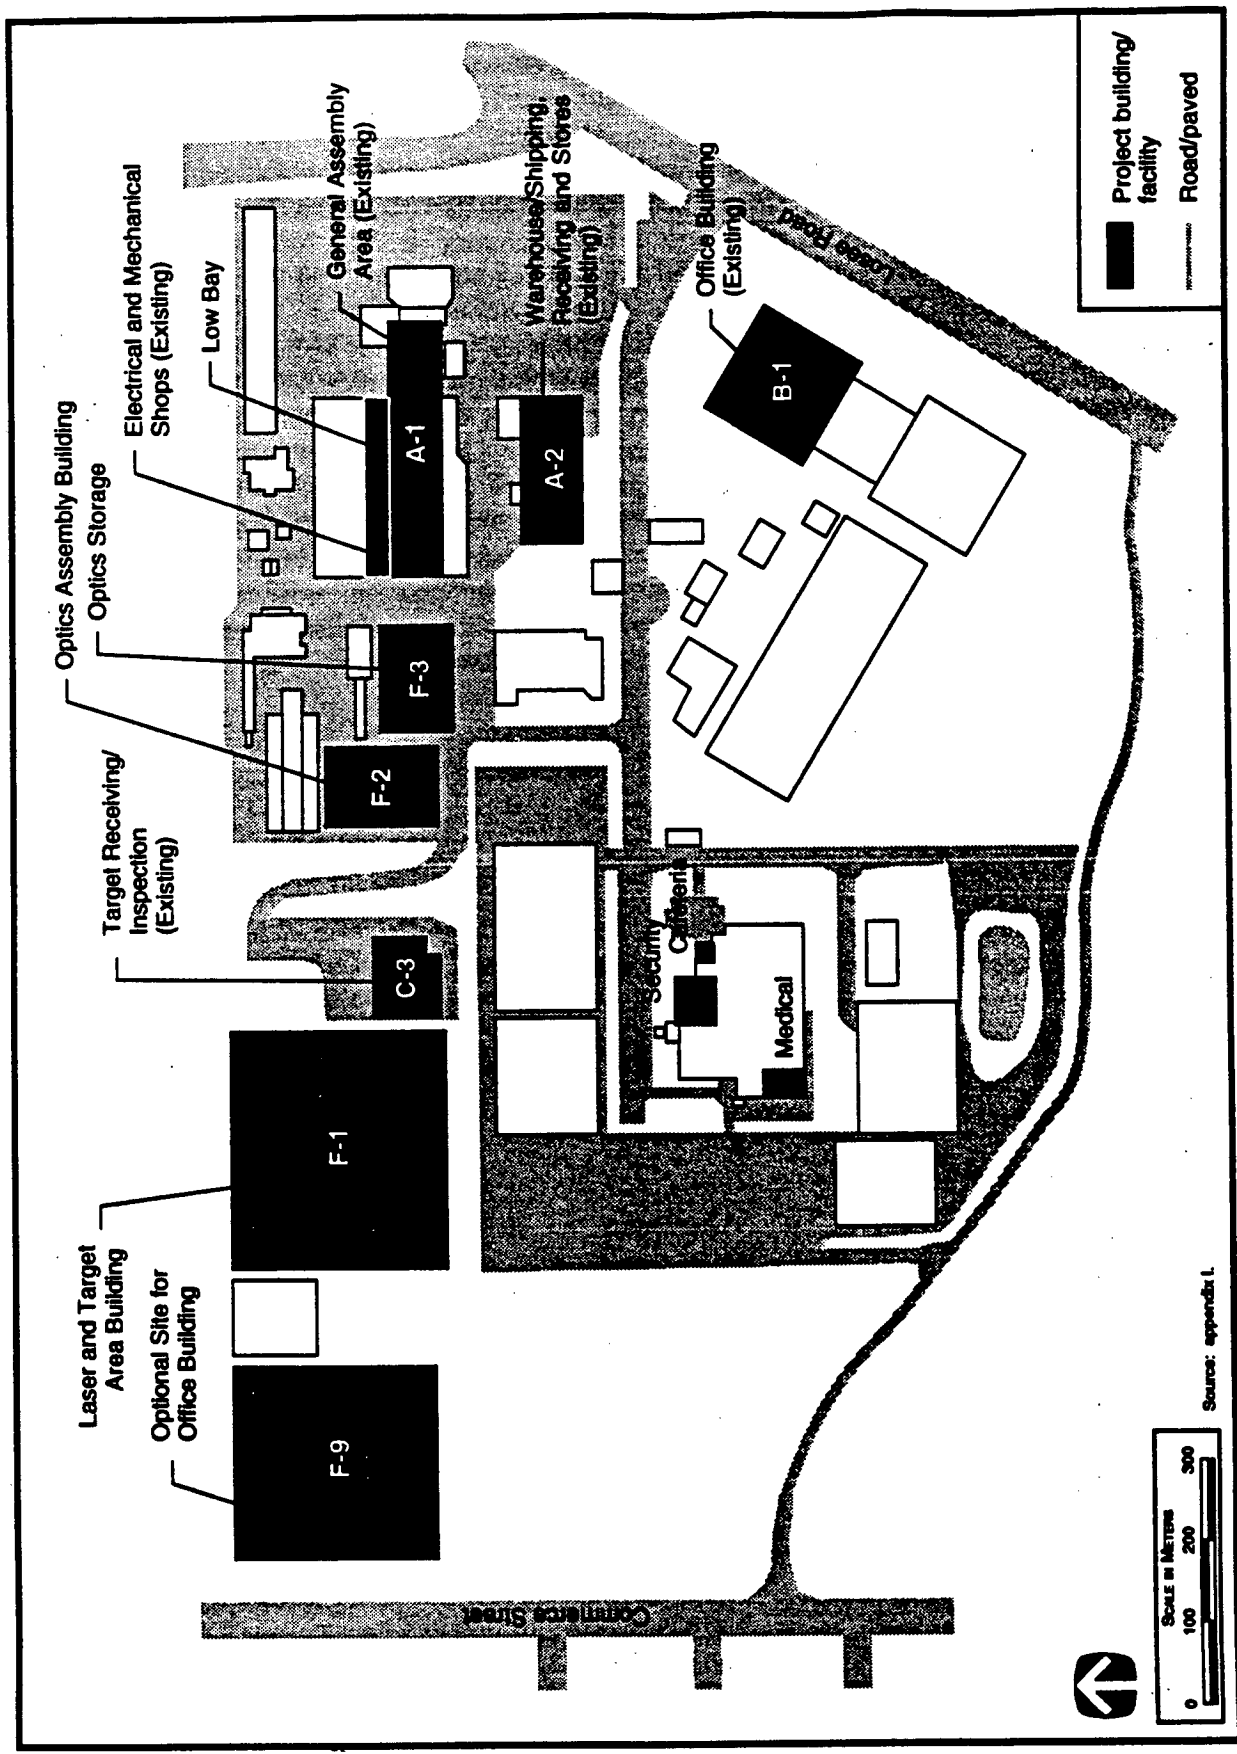 Laser and Target
Area Building
Optional Site for
Office Building
Target Receiving/
Inspection
(Existing)
Optics Assembly Building
Optics Storage
Electrical and Mechanical
Shops (Existing)
Low Bay
General Assembly
Area (Existing)
Warehouse/Shipping,
Receiving and Stores
(Existing)
Office Building
(Existing)
F-9
F-1
C-3
F-2
F-3
A-1
A-2
B-1
Security
Cafeteria
Medical
Commerce Street
Losee Road
SCALE IN METERS
0 100 200 300
Source: appendix I.
Project building/
facility
Road/paved